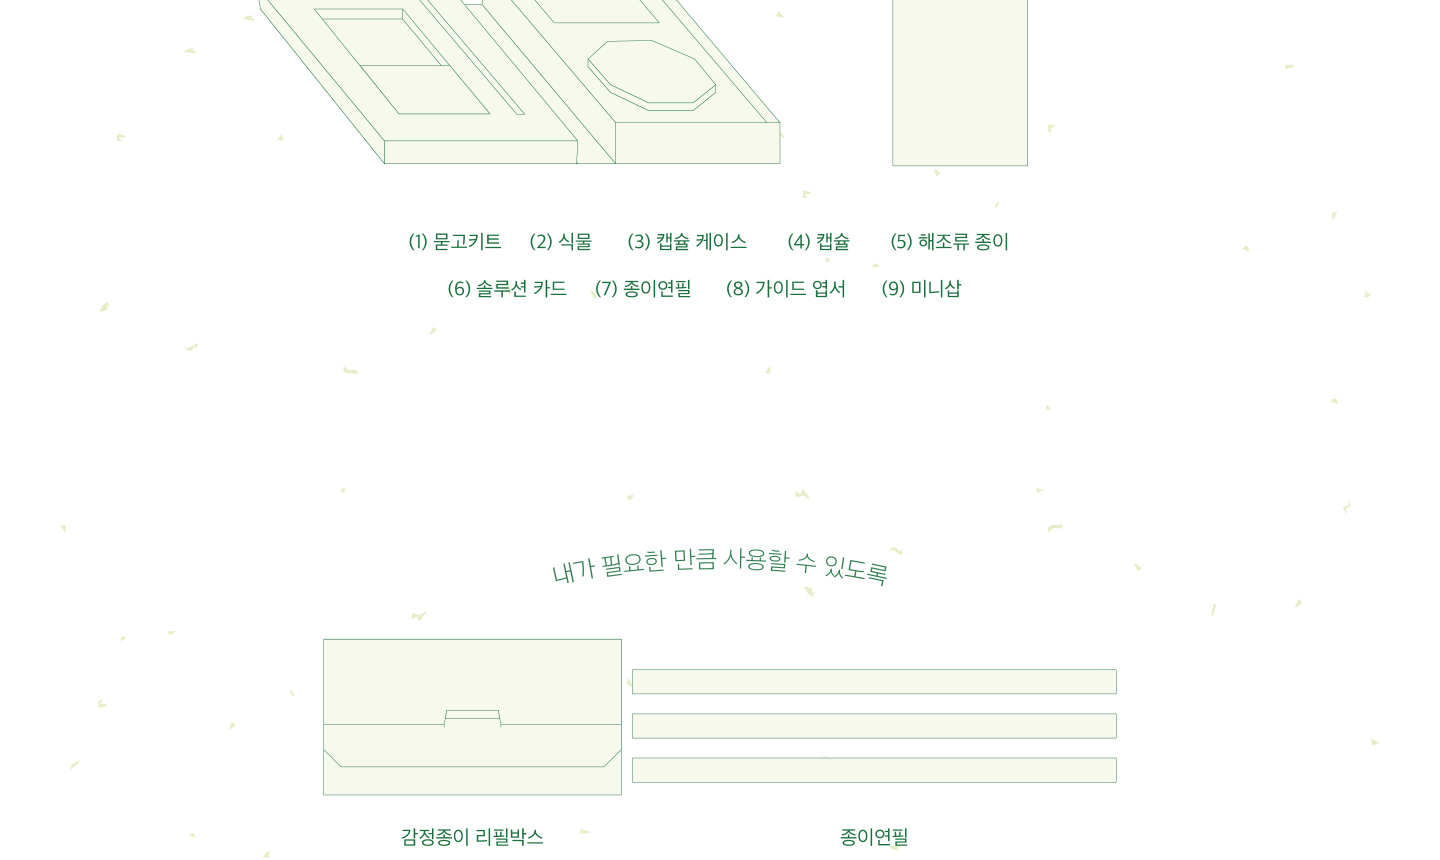 (1) 묻고키트 (2) 식물 (3) 캡슐 케이스 (4) 캡슐 (5) 해조류 종이
(6) 솔루션 카드 (7) 종이연필 (8) 가이드 엽서 (9) 미니삽
내가 필요한 만큼 사용할 수 있도록
감정종이 리필박스 종이연필